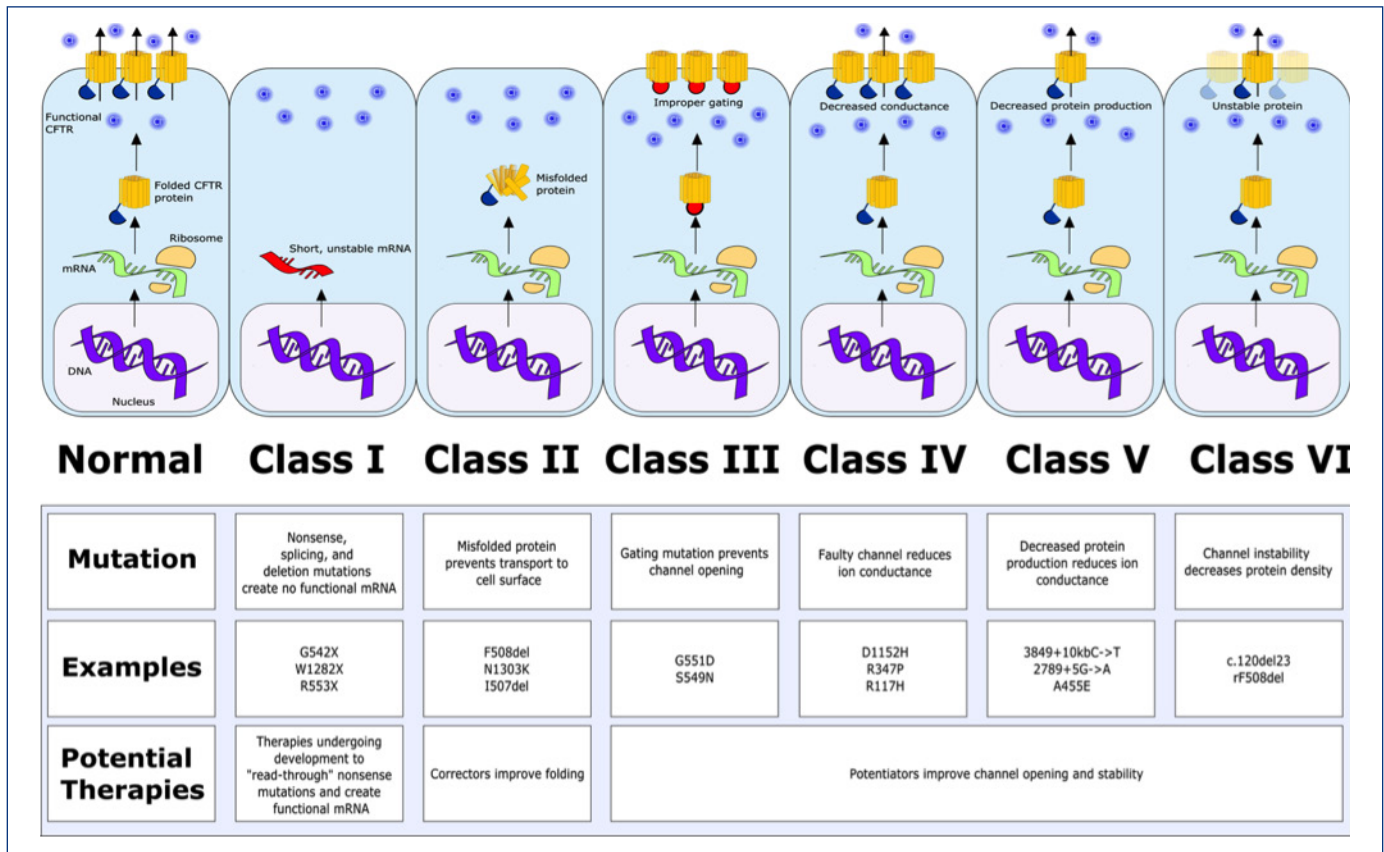 Functional
CFTR
Folded CFTR
protein
Ribosome
mRNA
DNA
Nucleus
Short, unstable mRNA
Misfolded
protein
Improper gating
Decreased conductance
Decreased protein production
Unstable protein
Normal
Class I
Class II
Class III
Class IV
Class V
Class VI
Mutation
Nonsense,
splicing, and
deletion mutations
create no functional mRNA
Misfolded protein
prevents transport to
cell surface
Gating mutation prevents
channel opening
Faulty channel reduces
ion conductance
Decreased protein
production reduces ion
conductance
Channel instability
decreases protein density
Examples
G542X
W1282X
R553X
F508del
N1303K
I507del
G551D
S549N
D1152H
R347P
R117H
3849+10kbC->T
2789+5G->A
A455E
c.120del23
rF508del
Potential
Therapies
Therapies undergoing
development to
"read-through" nonsense
mutations and create
functional mRNA
Correctors improve folding
Potentiators improve channel opening and stability